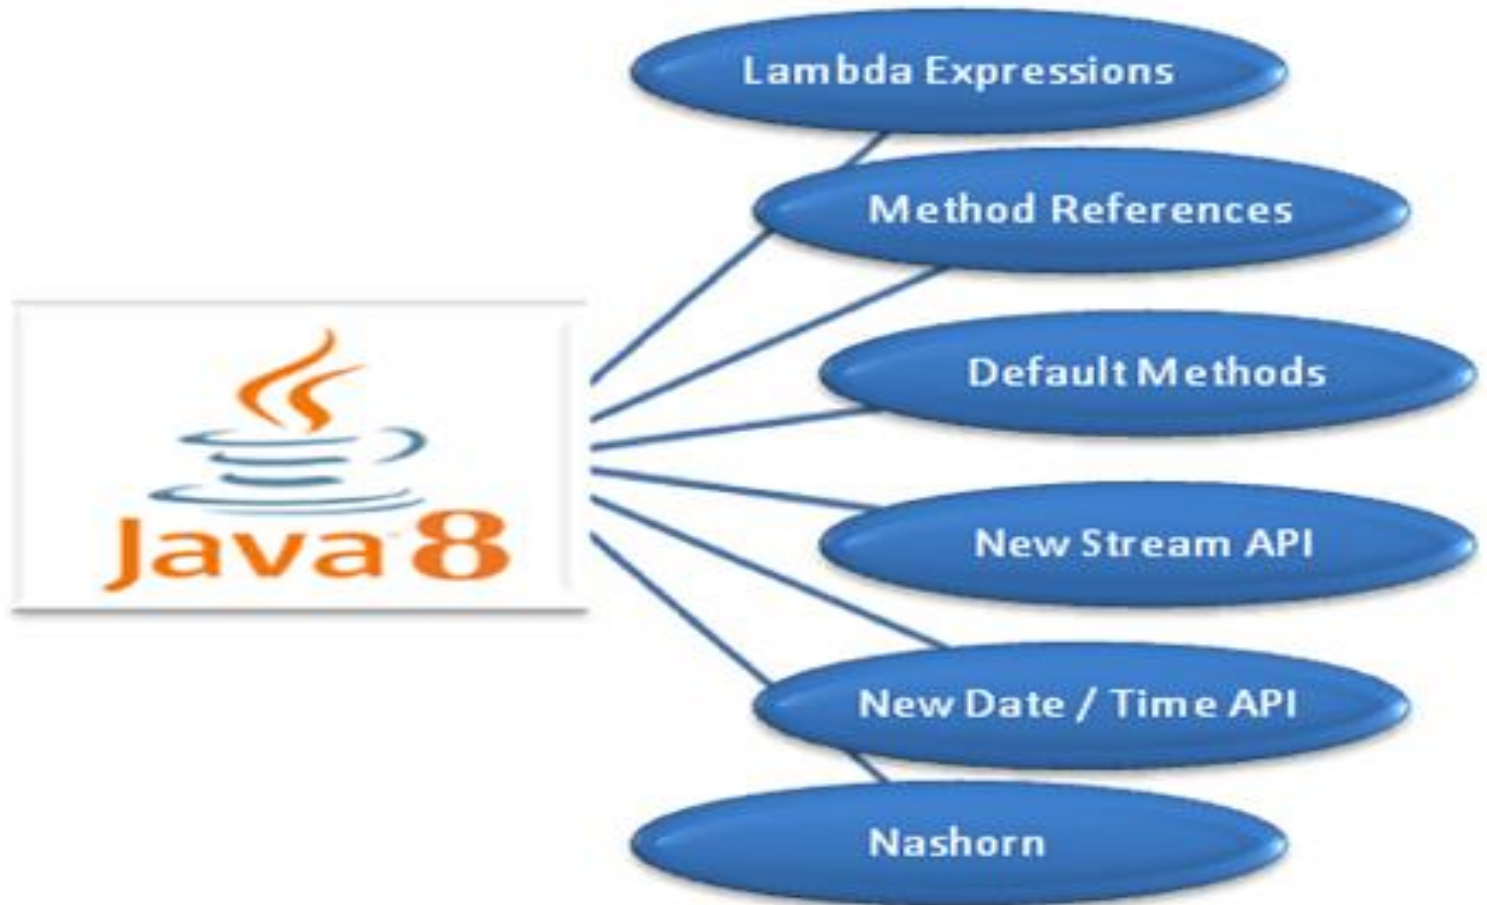 Lambda Expressions
Method References
Default Methods
Java 8
New Stream API
New Date / Time API
Nashorn